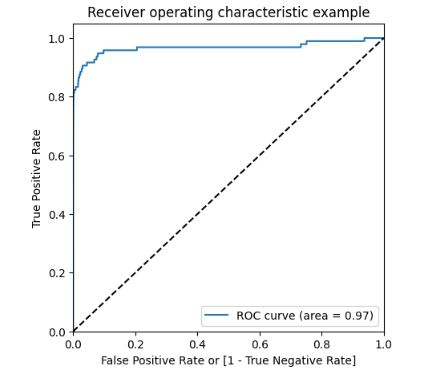 Receiver operating characteristic example
1.0
0.8
0.6
0.4
0.2
0.0
True Positive Rate
ROC curve (area = 0.97)
0.0 0.2 0.4 0.6 0.8 1.0
False Positive Rate or [1 - True Negative Rate]